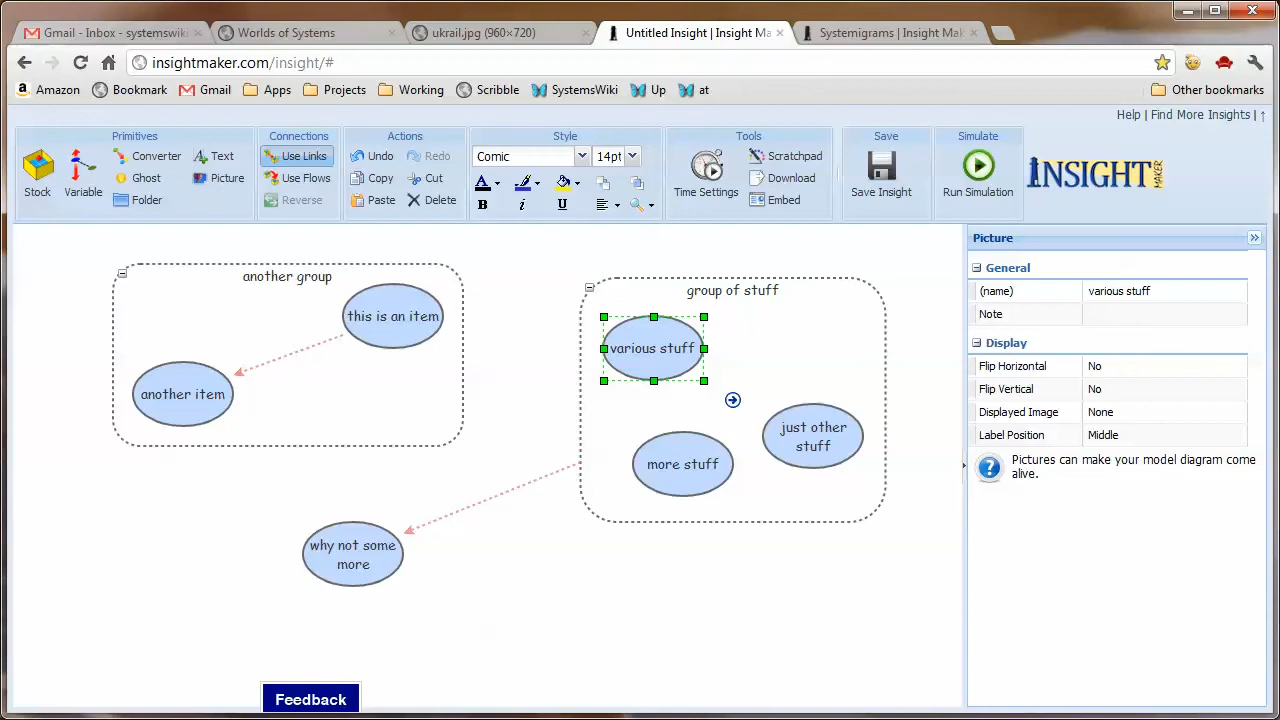 Gmail - Inbox - systemswiki
Worlds of Systems
ukrail.jpg (960×720)
Untitled Insight | Insight Ma
Systemigrams | Insight Mak
insightmaker.com/insight/#
Amazon
Bookmark
Gmail
Apps
Projects
Working
Scribble
SystemsWiki
Up
at
Other bookmarks
Help | Find More Insights | ↑
Primitives
Connections
Actions
Style
Tools
Save
Simulate
Stock
Variable
Converter
Ghost
Folder
Text
Picture
Use Links
Use Flows
Reverse
Undo
Redo
Copy
Cut
Paste
Delete
Comic
14pt
A
B
i
U
Time Settings
Scratchpad
Download
Embed
Save Insight
Run Simulation
INSIGHT
MAKER
another group
this is an item
another item
group of stuff
various stuff
just other
stuff
more stuff
why not some
more
Picture
General
(name) various stuff
Note
Display
Flip Horizontal No
Flip Vertical No
Displayed Image None
Label Position Middle
Pictures can make your model diagram come
alive.
Feedback